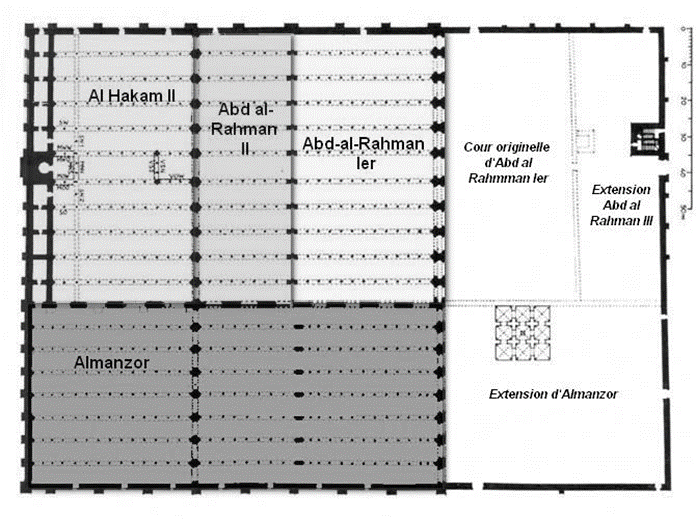 Al Hakam II
Abd al-
Rahman
II
Abd-al-Rahman
Ier
Cour originelle
d'Abd al
Rahmman Ier
Extension
Abd al
Rahman III
Almanzor
Extension d'Almanzor
0